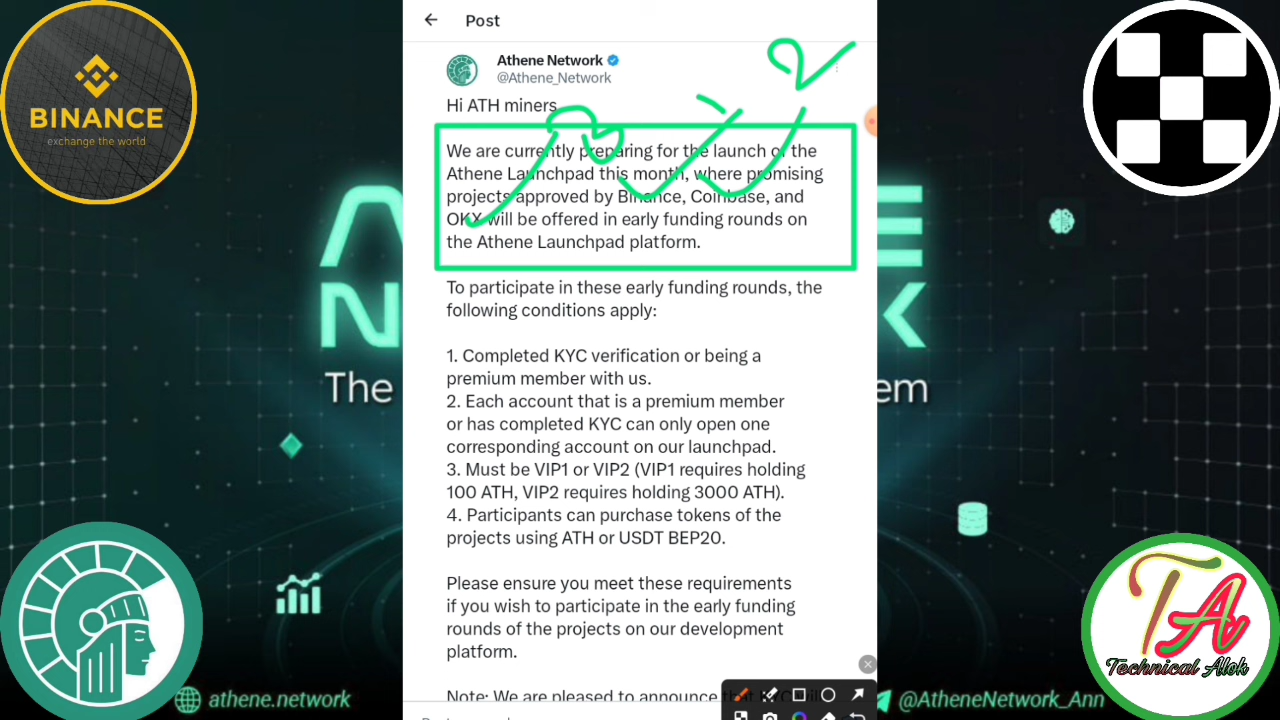 BINANCE
exchange the world
Post
Athene Network
@Athene_Network
Hi ATH miners
We are currently preparing for the launch of the
Athene Launchpad this month, where promising
projects approved by Binance, Coinbase, and
OKX will be offered in early funding rounds on
the Athene Launchpad platform.
To participate in these early funding rounds, the
following conditions apply:
1. Completed KYC verification or being a
premium member with us.
2. Each account that is a premium member
or has completed KYC can only open one
corresponding account on our launchpad.
3. Must be VIP1 or VIP2 (VIP1 requires holding
100 ATH, VIP2 requires holding 3000 ATH).
4. Participants can purchase tokens of the
projects using ATH or USDT BEP20.
Please ensure you meet these requirements
if you wish to participate in the early funding
rounds of the projects on our development
platform.
Note: We are pleased to announce
The
em
athene.network
@AtheneNetwork_Ann
TA
Technical Alok